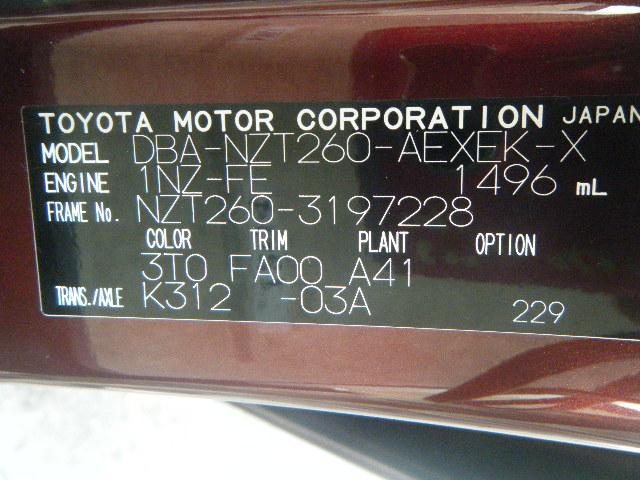 TOYOTA MOTOR CORPORATION JAPAN
MODEL DBA-NZT260-AEXEK-X
ENGINE 1NZ-FE 1496 mL
FRAME No. NZT260-3197228
COLOR TRIM PLANT OPTION
3T0 FA00 A41
TRANS./AXLE K312 -03A 229